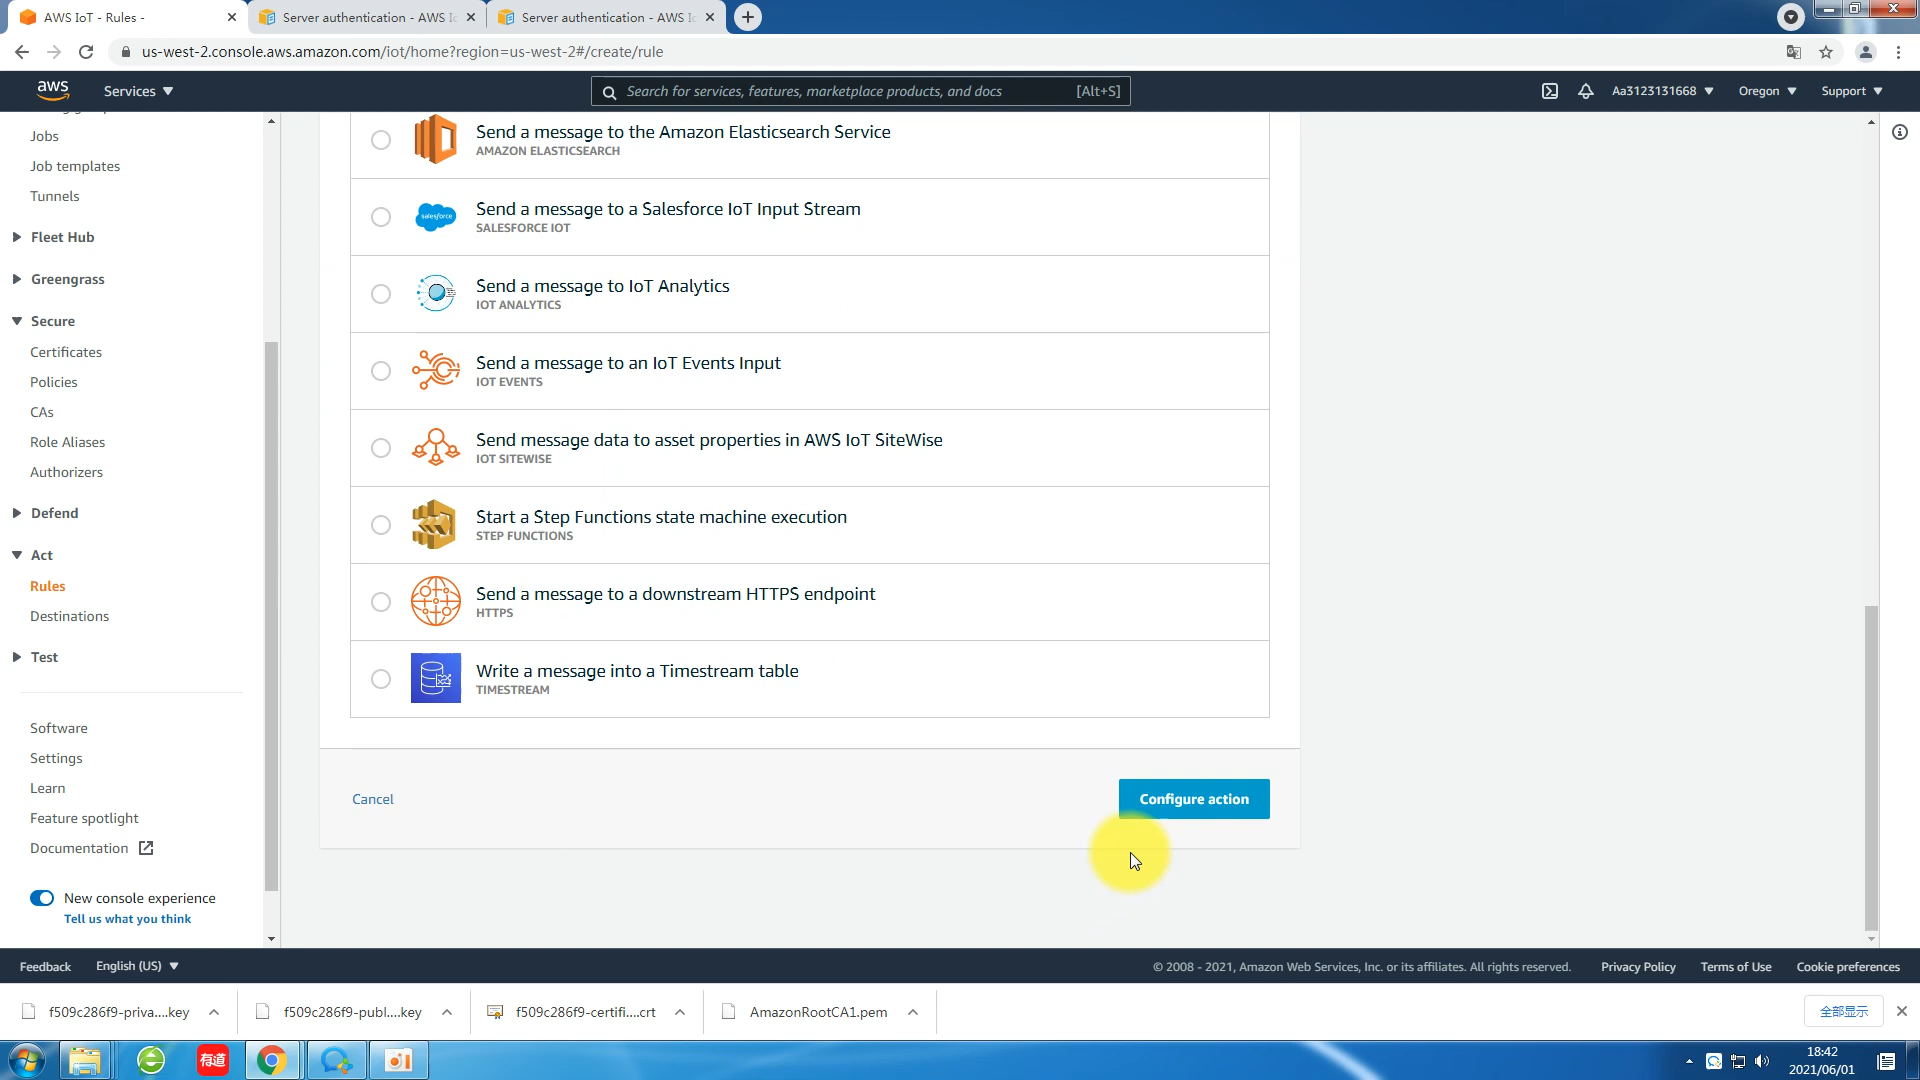 AWS IoT - Rules -
Server authentication - AWS Io
Server authentication - AWS Io
us-west-2.console.aws.amazon.com/iot/home?region=us-west-2#/create/rule
aws
Services
Search for services, features, marketplace products, and docs
[Alt+S]
Aa3123131668
Oregon
Support
Jobs
Job templates
Tunnels
Fleet Hub
Greengrass
Secure
Certificates
Policies
CAs
Role Aliases
Authorizers
Defend
Act
Rules
Destinations
Test
Software
Settings
Learn
Feature spotlight
Documentation
New console experience
Tell us what you think
Send a message to the Amazon Elasticsearch Service
AMAZON ELASTICSEARCH
salesforce
Send a message to a Salesforce IoT Input Stream
SALESFORCE IOT
Send a message to IoT Analytics
IOT ANALYTICS
Send a message to an IoT Events Input
IOT EVENTS
Send message data to asset properties in AWS IoT SiteWise
IOT SITEWISE
Start a Step Functions state machine execution
STEP FUNCTIONS
Send a message to a downstream HTTPS endpoint
HTTPS
Write a message into a Timestream table
TIMESTREAM
Cancel
Configure action
Feedback
English (US)
© 2008 - 2021, Amazon Web Services, Inc. or its affiliates. All rights reserved.
Privacy Policy
Terms of Use
Cookie preferences
f509c286f9-priva....key
f509c286f9-publ....key
f509c286f9-certifi....crt
AmazonRootCA1.pem
全部显示
有道
18:42
2021/06/01